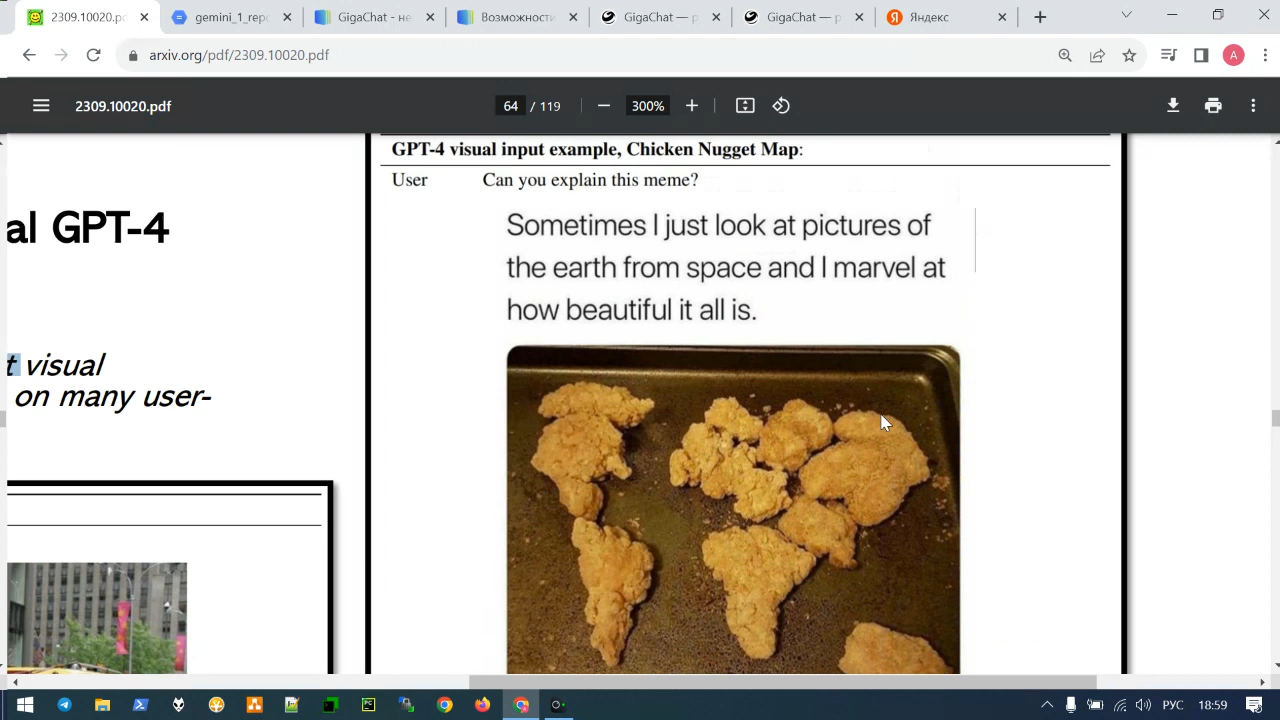 2309.10020.pd
gemini_1_repo
GigaChat - не
Возможности
GigaChat — р
GigaChat — р
Яндекс
arxiv.org/pdf/2309.10020.pdf
A
2309.10020.pdf
64 / 119
300%
GPT-4 visual input example, Chicken Nugget Map:
User Can you explain this meme?
Sometimes I just look at pictures of
the earth from space and I marvel at
how beautiful it all is.
al GPT-4
t visual
on many user-
РУС
18:59